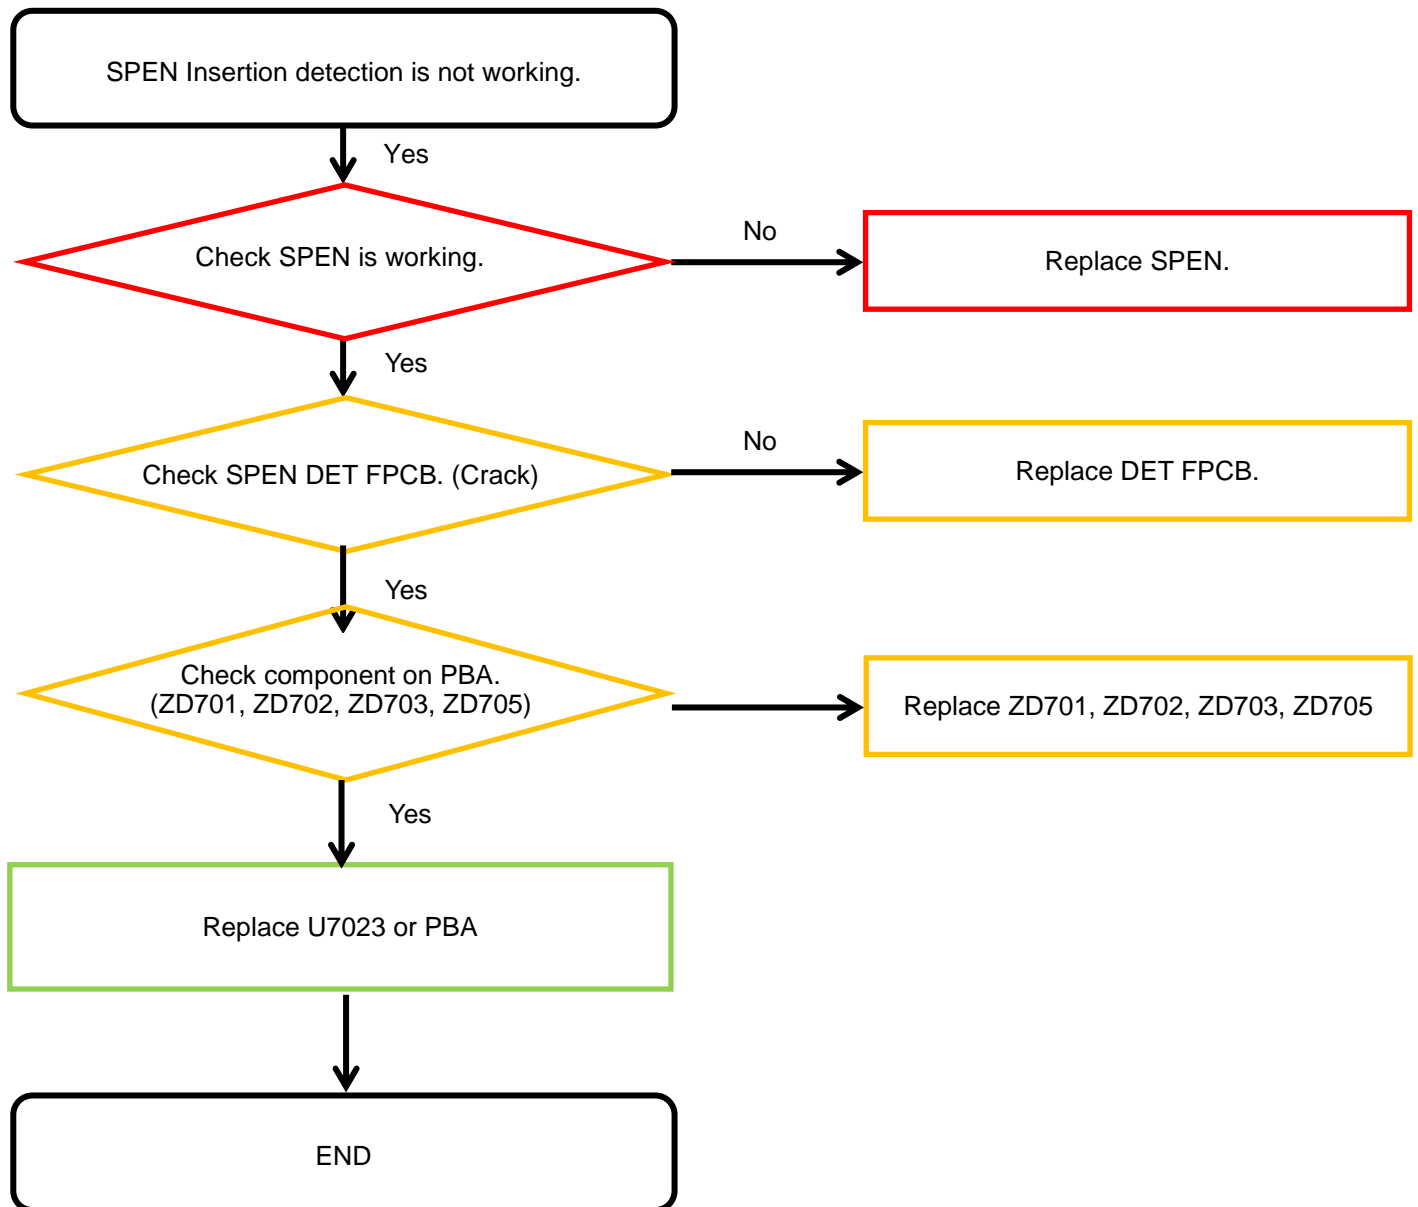 SPEN Insertion detection is not working.
Yes
Check SPEN is working.
No
Replace SPEN.
Yes
Check SPEN DET FPCB. (Crack)
No
Replace DET FPCB.
Yes
Check component on PBA.
(ZD701, ZD702, ZD703, ZD705)
Replace ZD701, ZD702, ZD703, ZD705
Yes
Replace U7023 or PBA
END